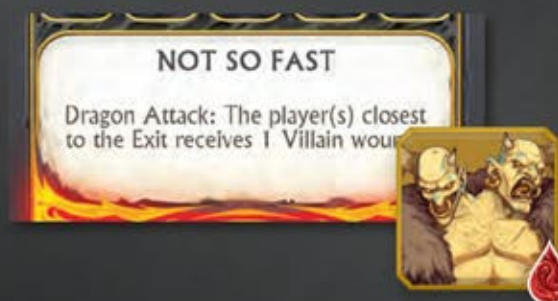 NOT SO FAST
Dragon Attack: The player(s) closest
to the Exit receives 1 Villain